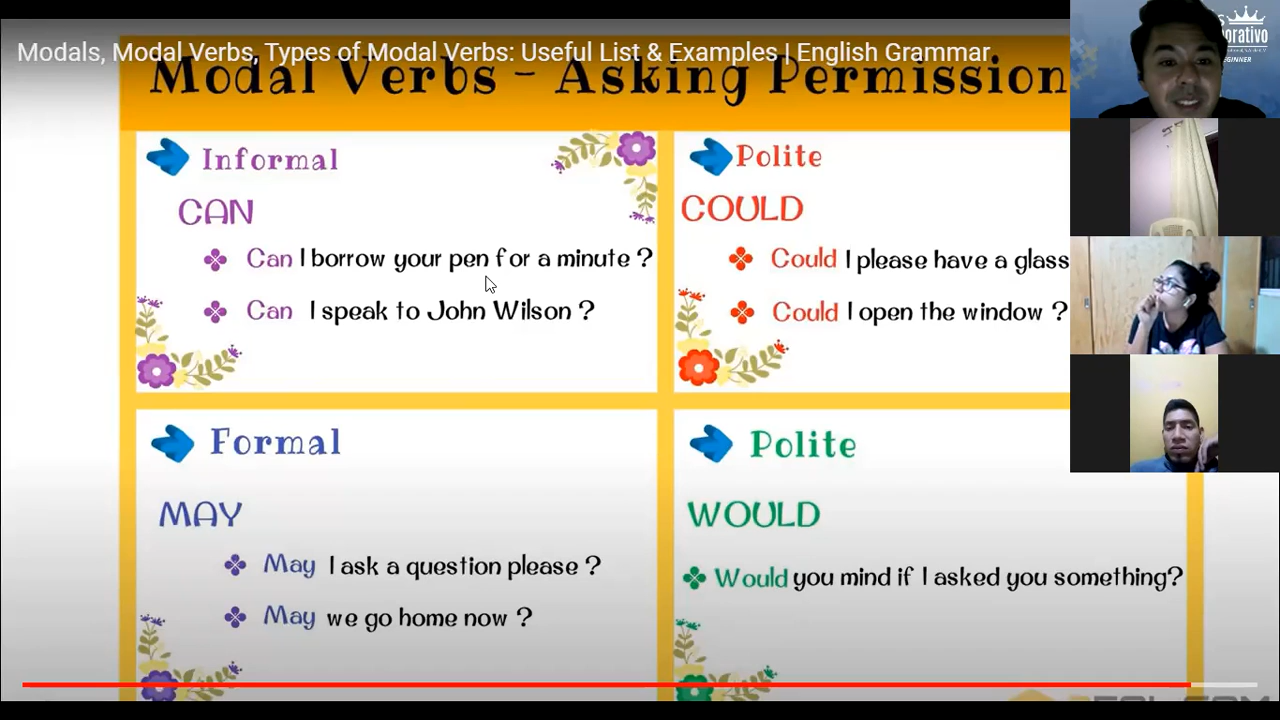 Modals, Modal Verbs, Types of Modal Verbs: Useful List & Examples | English Grammar
Modal Verbs - Asking Permission
Informal
CAN
Can I borrow your pen for a minute ?
Can I speak to John Wilson ?
Polite
COULD
Could I please have a glass
Could I open the window ?
Formal
MAY
May I ask a question please ?
May we go home now ?
Polite
WOULD
Would you mind if I asked you something?